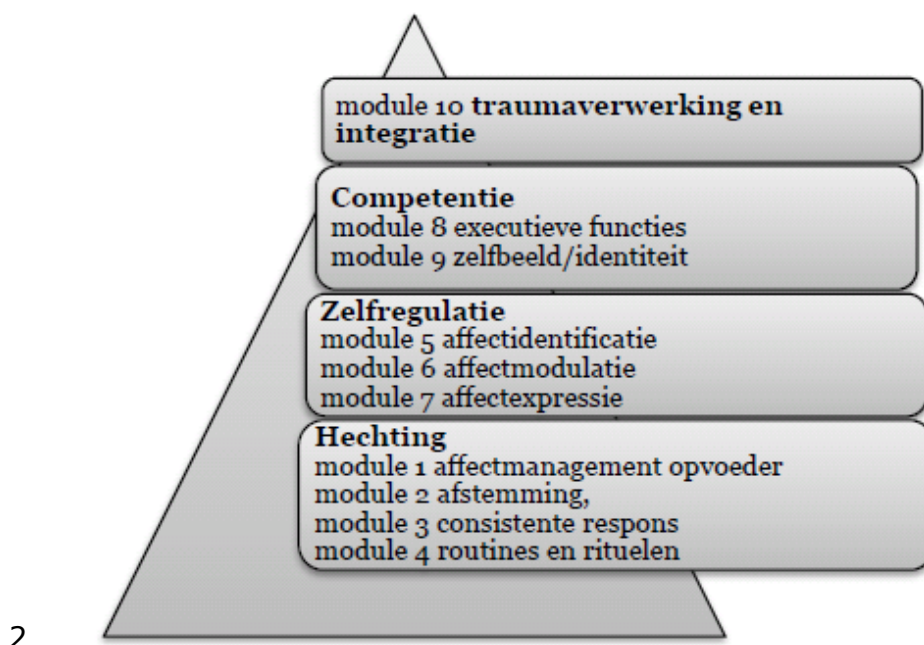 module 10 traumaverwerking en
integratie
Competentie
module 8 executieve functies
module 9 zelfbeeld/identiteit
Zelfregulatie
module 5 affectidentificatie
module 6 affectmodulatie
module 7 affectexpressie
Hechting
module 1 affectmanagement opvoeder
module 2 afstemming,
module 3 consistente respons
module 4 routines en rituelen
2